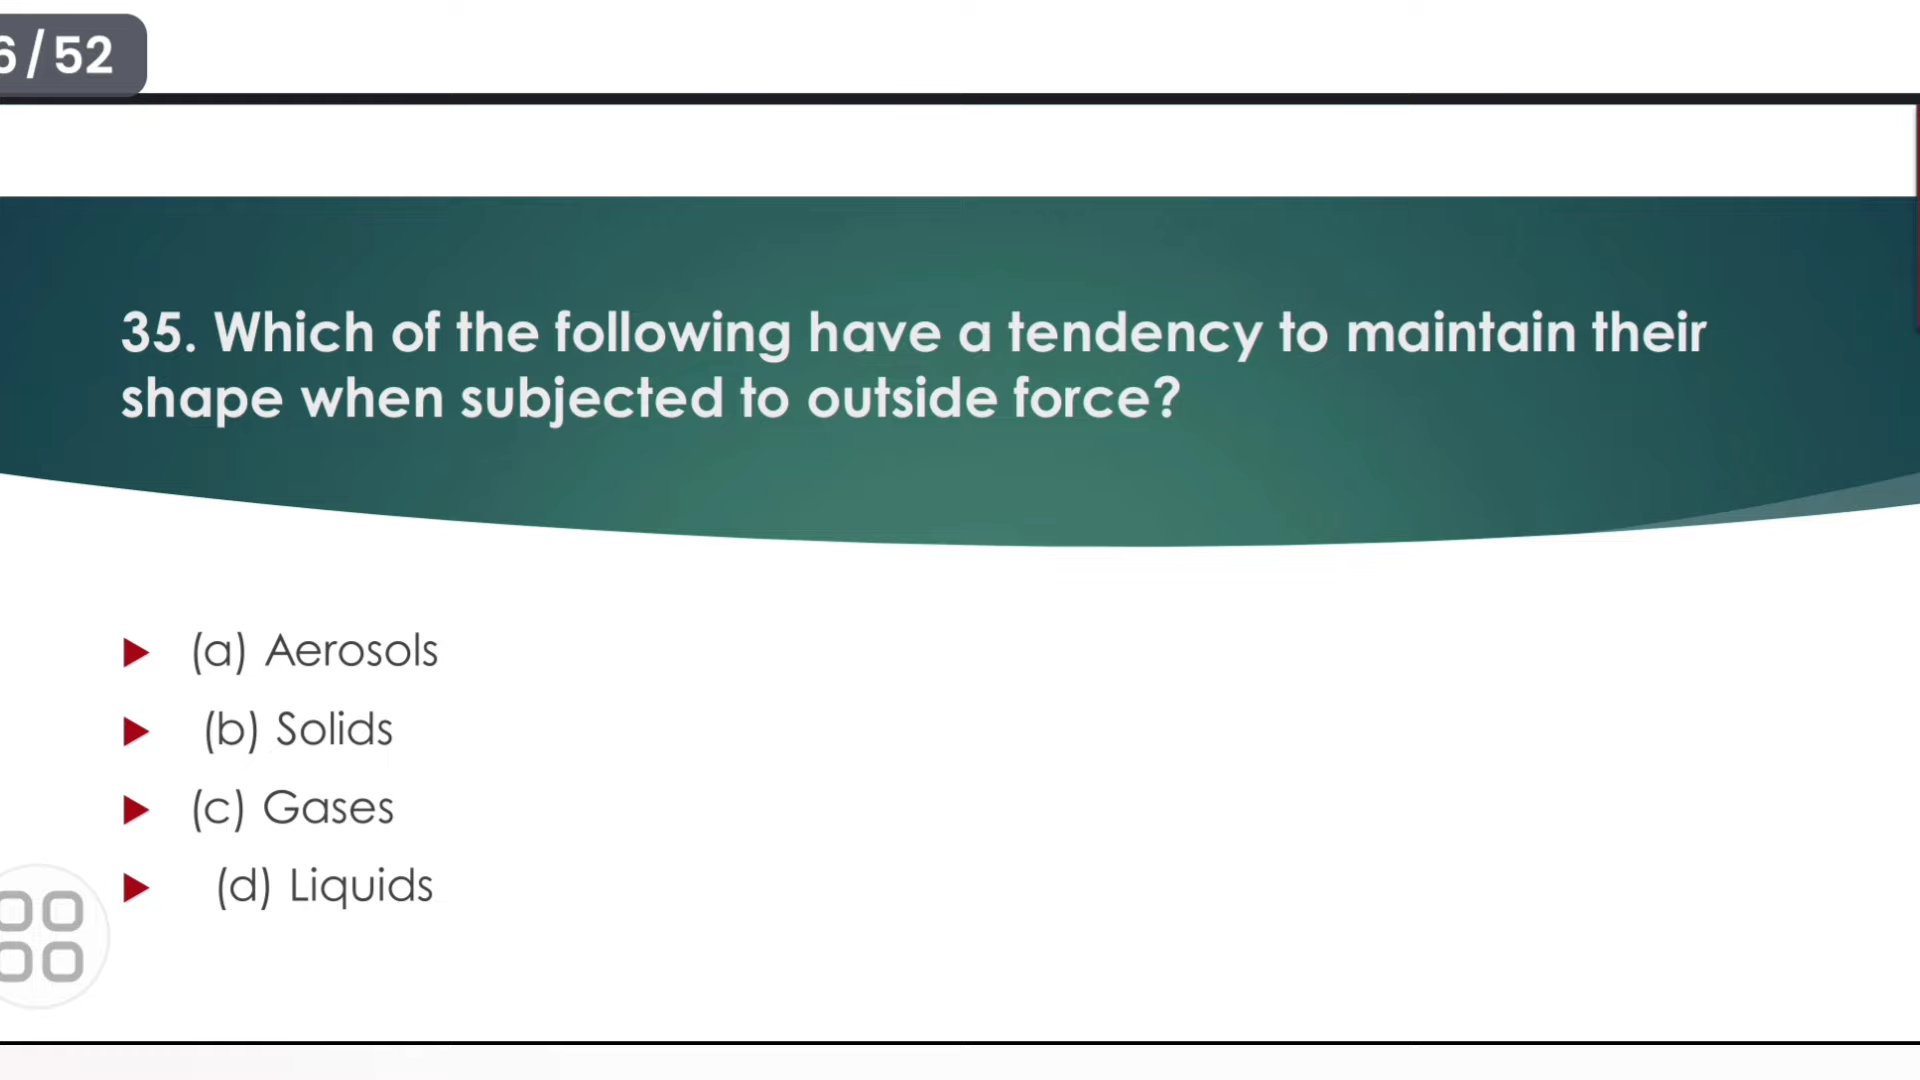 6/52
35. Which of the following have a tendency to maintain their
shape when subjected to outside force?
(a) Aerosols
(b) Solids
(c) Gases
(d) Liquids